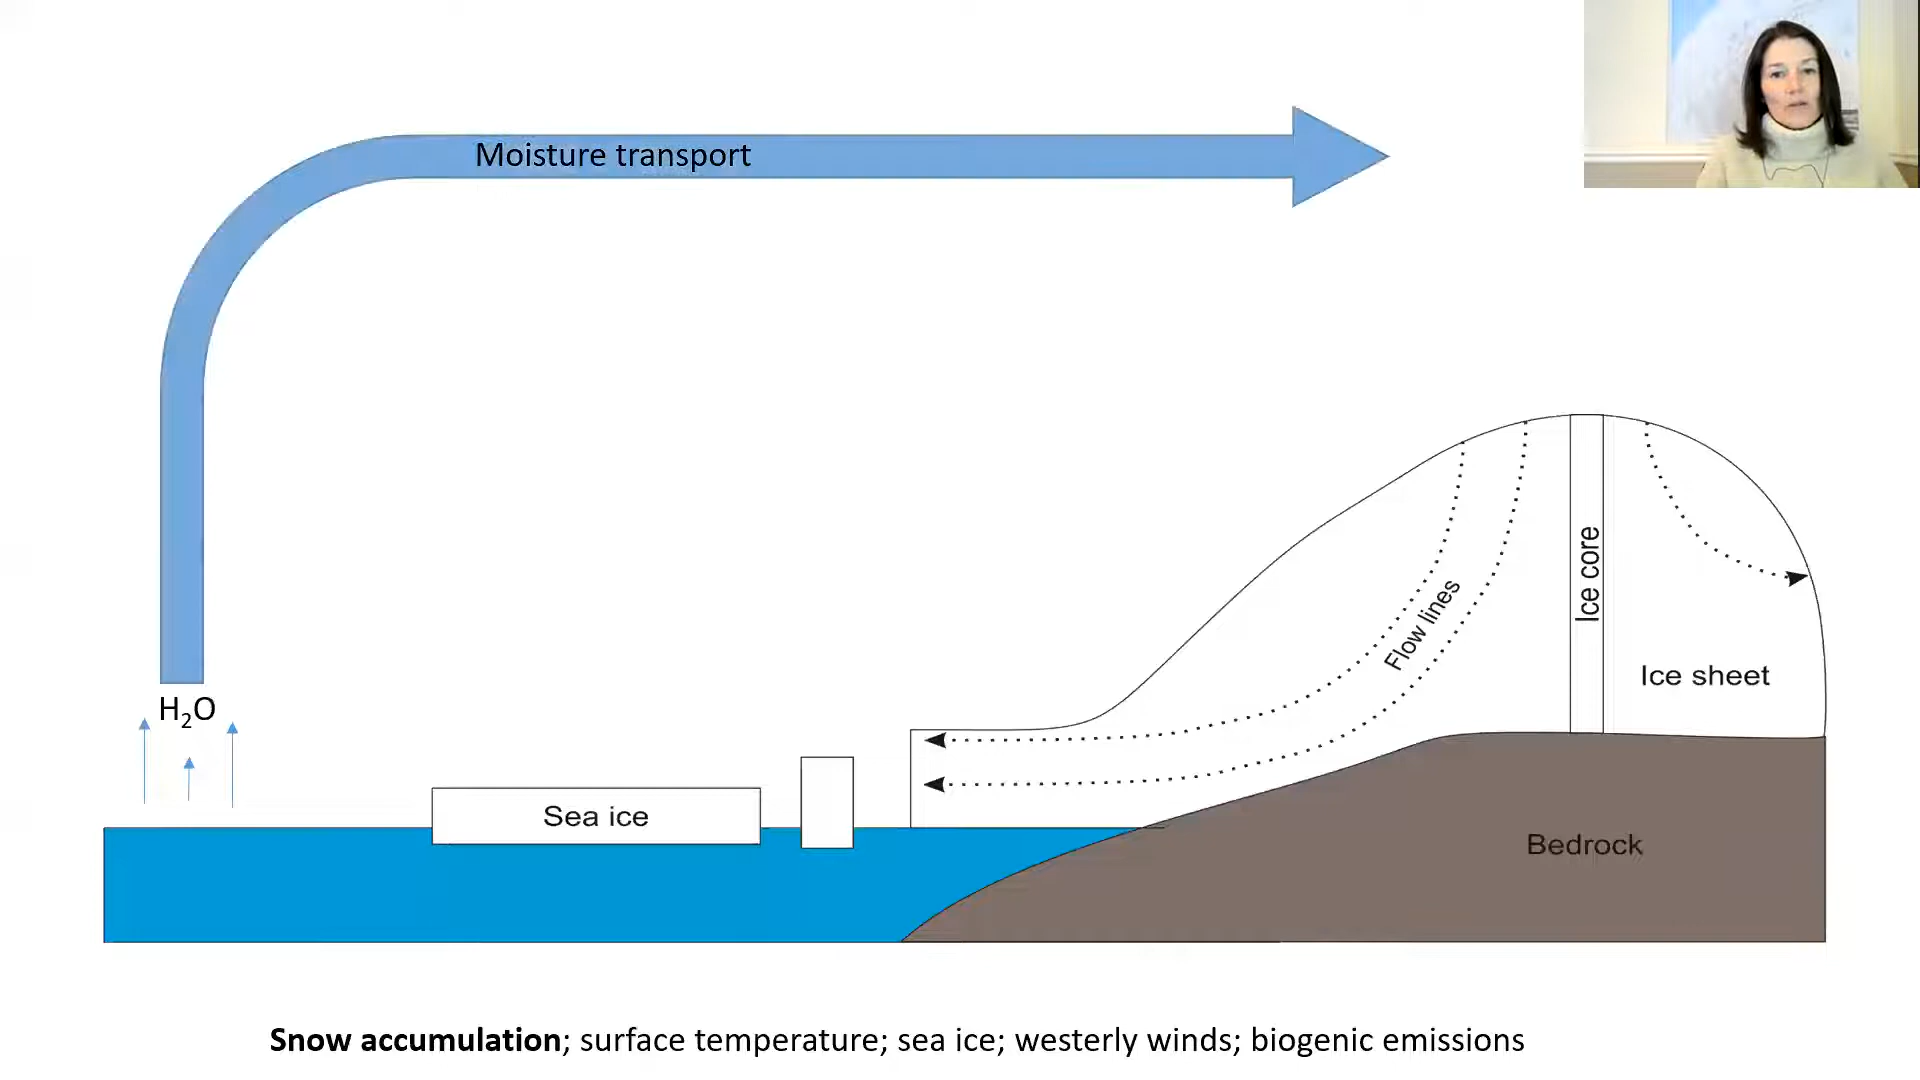 Moisture transport
H₂O
Sea ice
Flow lines
Ice core
Ice sheet
Bedrock
Snow accumulation; surface temperature; sea ice; westerly winds; biogenic emissions